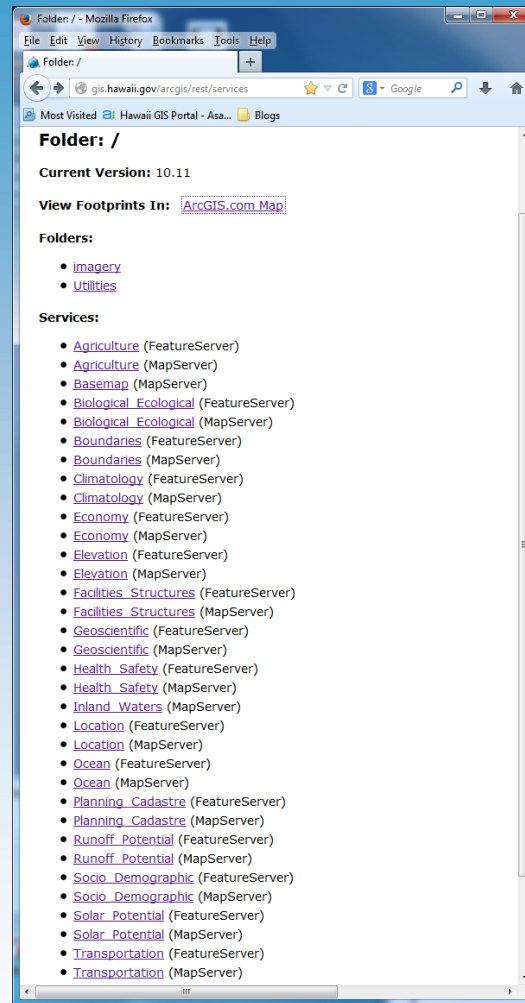 Folder: / - Mozilla Firefox
File Edit View History Bookmarks Tools Help
Folder: /
gis.hawaii.gov/arcgis/rest/services
Google
Most Visited Hawaii GIS Portal - Asa... Blogs
Folder: /
Current Version: 10.11
View Footprints In: ArcGIS.com Map
Folders:
imagery
Utilities
Services:
Agriculture (FeatureServer)
Agriculture (MapServer)
Basemap (MapServer)
Biological_Ecological (FeatureServer)
Biological_Ecological (MapServer)
Boundaries (FeatureServer)
Boundaries (MapServer)
Climatology (FeatureServer)
Climatology (MapServer)
Economy (FeatureServer)
Economy (MapServer)
Elevation (FeatureServer)
Elevation (MapServer)
Facilities_Structures (FeatureServer)
Facilities_Structures (MapServer)
Geoscientific (FeatureServer)
Geoscientific (MapServer)
Health_Safety (FeatureServer)
Health_Safety (MapServer)
Inland_Waters (MapServer)
Location (FeatureServer)
Location (MapServer)
Ocean (FeatureServer)
Ocean (MapServer)
Planning_Cadastre (FeatureServer)
Planning_Cadastre (MapServer)
Runoff_Potential (FeatureServer)
Runoff_Potential (MapServer)
Socio_Demographic (FeatureServer)
Socio_Demographic (MapServer)
Solar_Potential (FeatureServer)
Solar_Potential (MapServer)
Transportation (FeatureServer)
Transportation (MapServer)